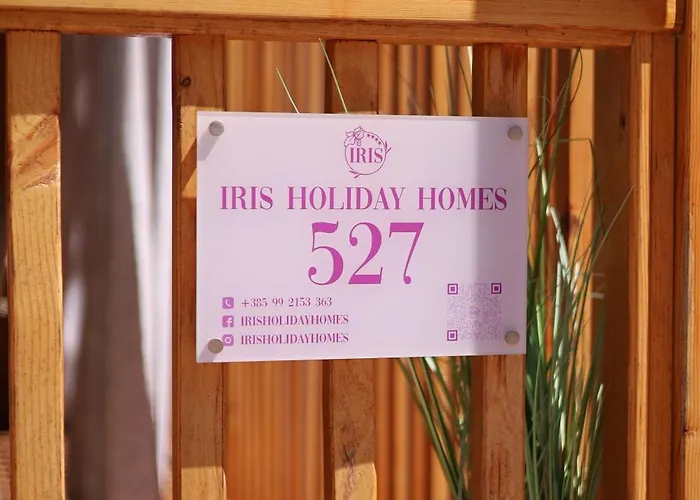 IRIS
IRIS HOLIDAY HOMES
527
+385 99 2153 363
IRISHOLIDAYHOMES
IRISHOLIDAYHOMES